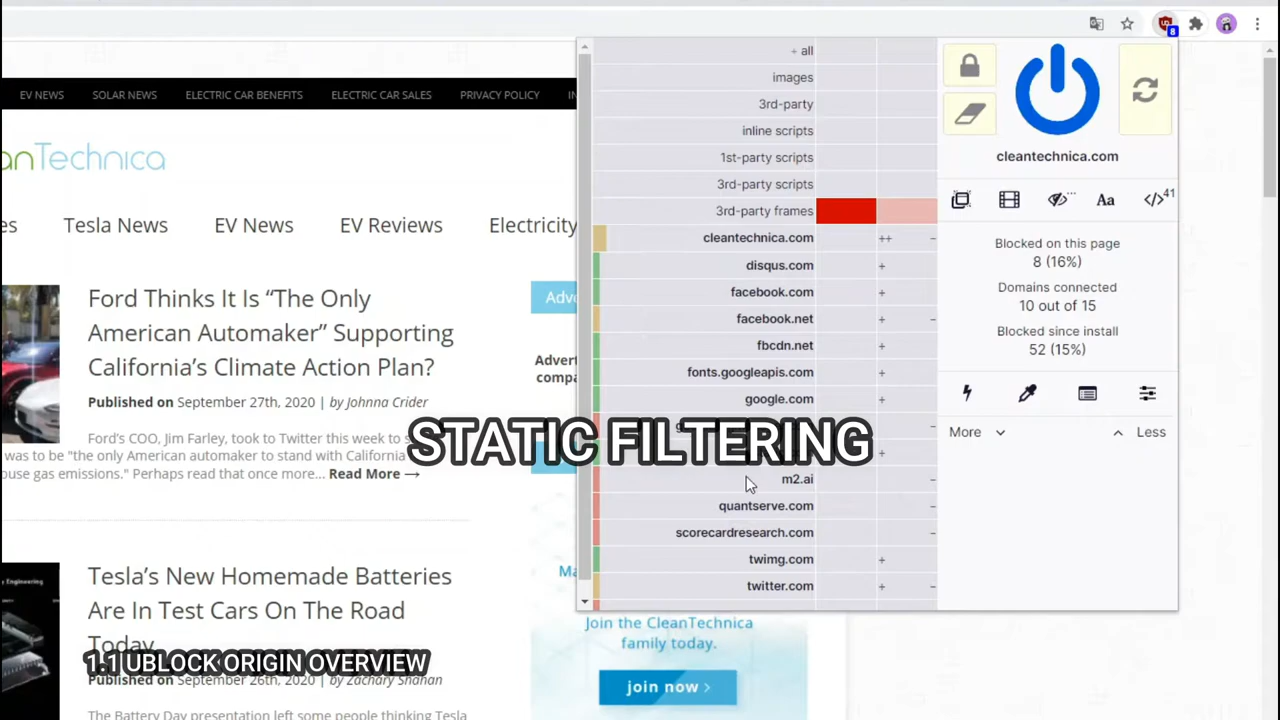 8
EV NEWS SOLAR NEWS ELECTRIC CAR BENEFITS ELECTRIC CAR SALES PRIVACY POLICY
anTechnica
es Tesla News EV News EV Reviews Electricity
Ford Thinks It Is “The Only
American Automaker” Supporting
California’s Climate Action Plan?
Published on September 27th, 2020 | by Johnna Crider
Ford’s COO, Jim Farley, took to Twitter this week to s
was to be "the only American automaker to stand with California
ouse gas emissions." Perhaps read that once more... Read More →
Tesla’s New Homemade Batteries
Are In Test Cars On The Road
Today
Published on September 26th, 2020 | by Zachary Shahan
The Battery Day presentation left some people thinking Tesla
1.1 UBLOCK ORIGIN OVERVIEW
STATIC FILTERING
Adve
Advert
compa
Ma
Join the CleanTechnica
family today.
join now >
+ all
images
3rd-party
inline scripts
1st-party scripts
3rd-party scripts
3rd-party frames
cleantechnica.com ++ –
disqus.com +
facebook.com +
facebook.net + –
fbcdn.net +
fonts.googleapis.com +
google.com +
–
+
m2.ai –
quantserve.com –
scorecardresearch.com –
twimg.com +
twitter.com + –
cleantechnica.com
Aa </> 41
Blocked on this page
8 (16%)
Domains connected
10 out of 15
Blocked since install
52 (15%)
More Less